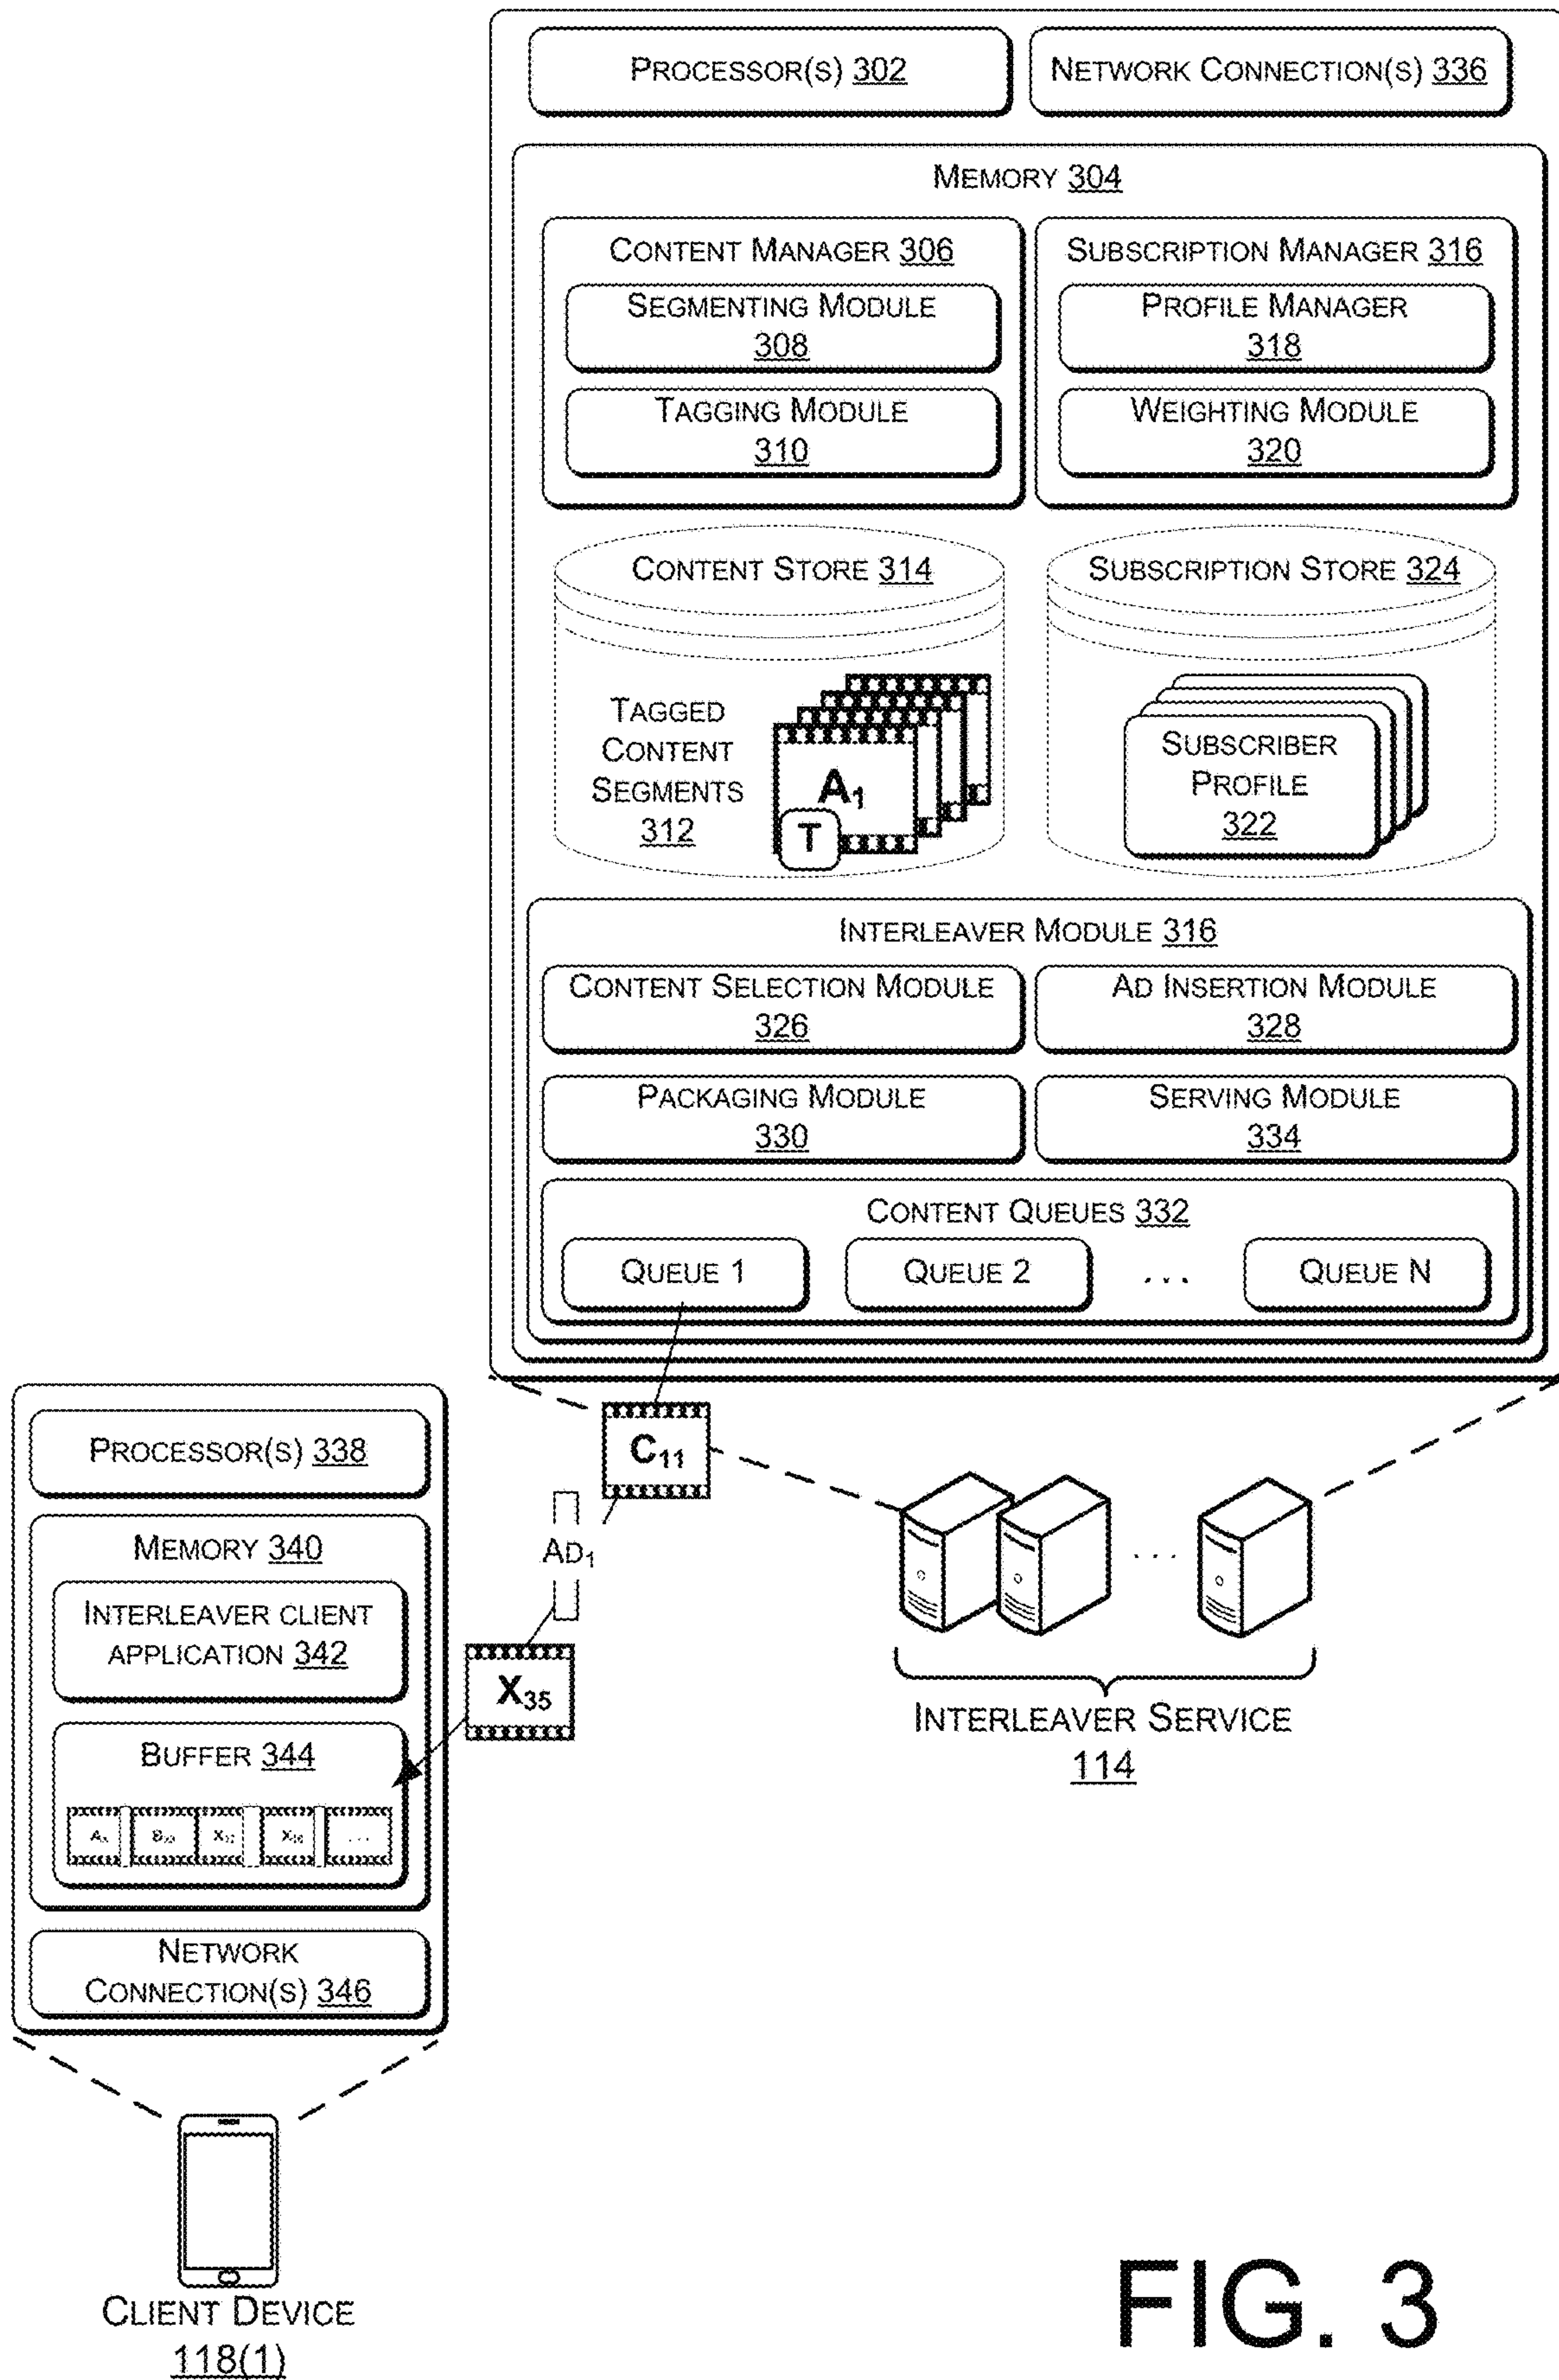 PROCESSOR(S) 302
NETWORK CONNECTION(S) 336
MEMORY 304
CONTENT MANAGER 306
SEGMENTING MODULE
308
TAGGING MODULE
310
SUBSCRIPTION MANAGER 316
PROFILE MANAGER
318
WEIGHTING MODULE
320
CONTENT STORE 314
TAGGED
CONTENT
SEGMENTS
312
A1
T
SUBSCRIPTION STORE 324
SUBSCRIBER
PROFILE
322
INTERLEAVER MODULE 316
CONTENT SELECTION MODULE
326
AD INSERTION MODULE
328
PACKAGING MODULE
330
SERVING MODULE
334
CONTENT QUEUES 332
QUEUE 1
QUEUE 2
...
QUEUE N
C11
AD1
X35
PROCESSOR(S) 338
MEMORY 340
INTERLEAVER CLIENT
APPLICATION 342
BUFFER 344
...
NETWORK
CONNECTION(S) 346
...
INTERLEAVER SERVICE
114
CLIENT DEVICE
118(1)
FIG. 3